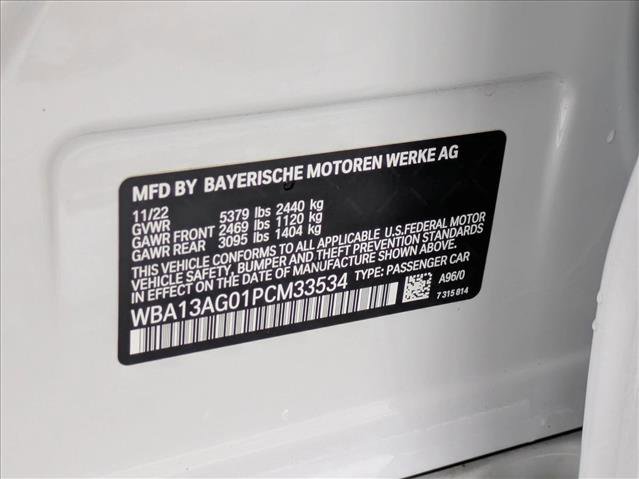 MFD BY BAYERISCHE MOTOREN WERKE AG
11/22
GVWR 5379 lbs 2440 kg
GAWR FRONT 2469 lbs 1120 kg
GAWR REAR 3095 lbs 1404 kg
THIS VEHICLE CONFORMS TO ALL APPLICABLE U.S.FEDERAL MOTOR
VEHICLE SAFETY, BUMPER, AND THEFT PREVENTION STANDARDS
IN EFFECT ON THE DATE OF MANUFACTURE SHOWN ABOVE.
WBA13AG01PCM33534 TYPE: PASSENGER CAR
A96/0
7 315 814